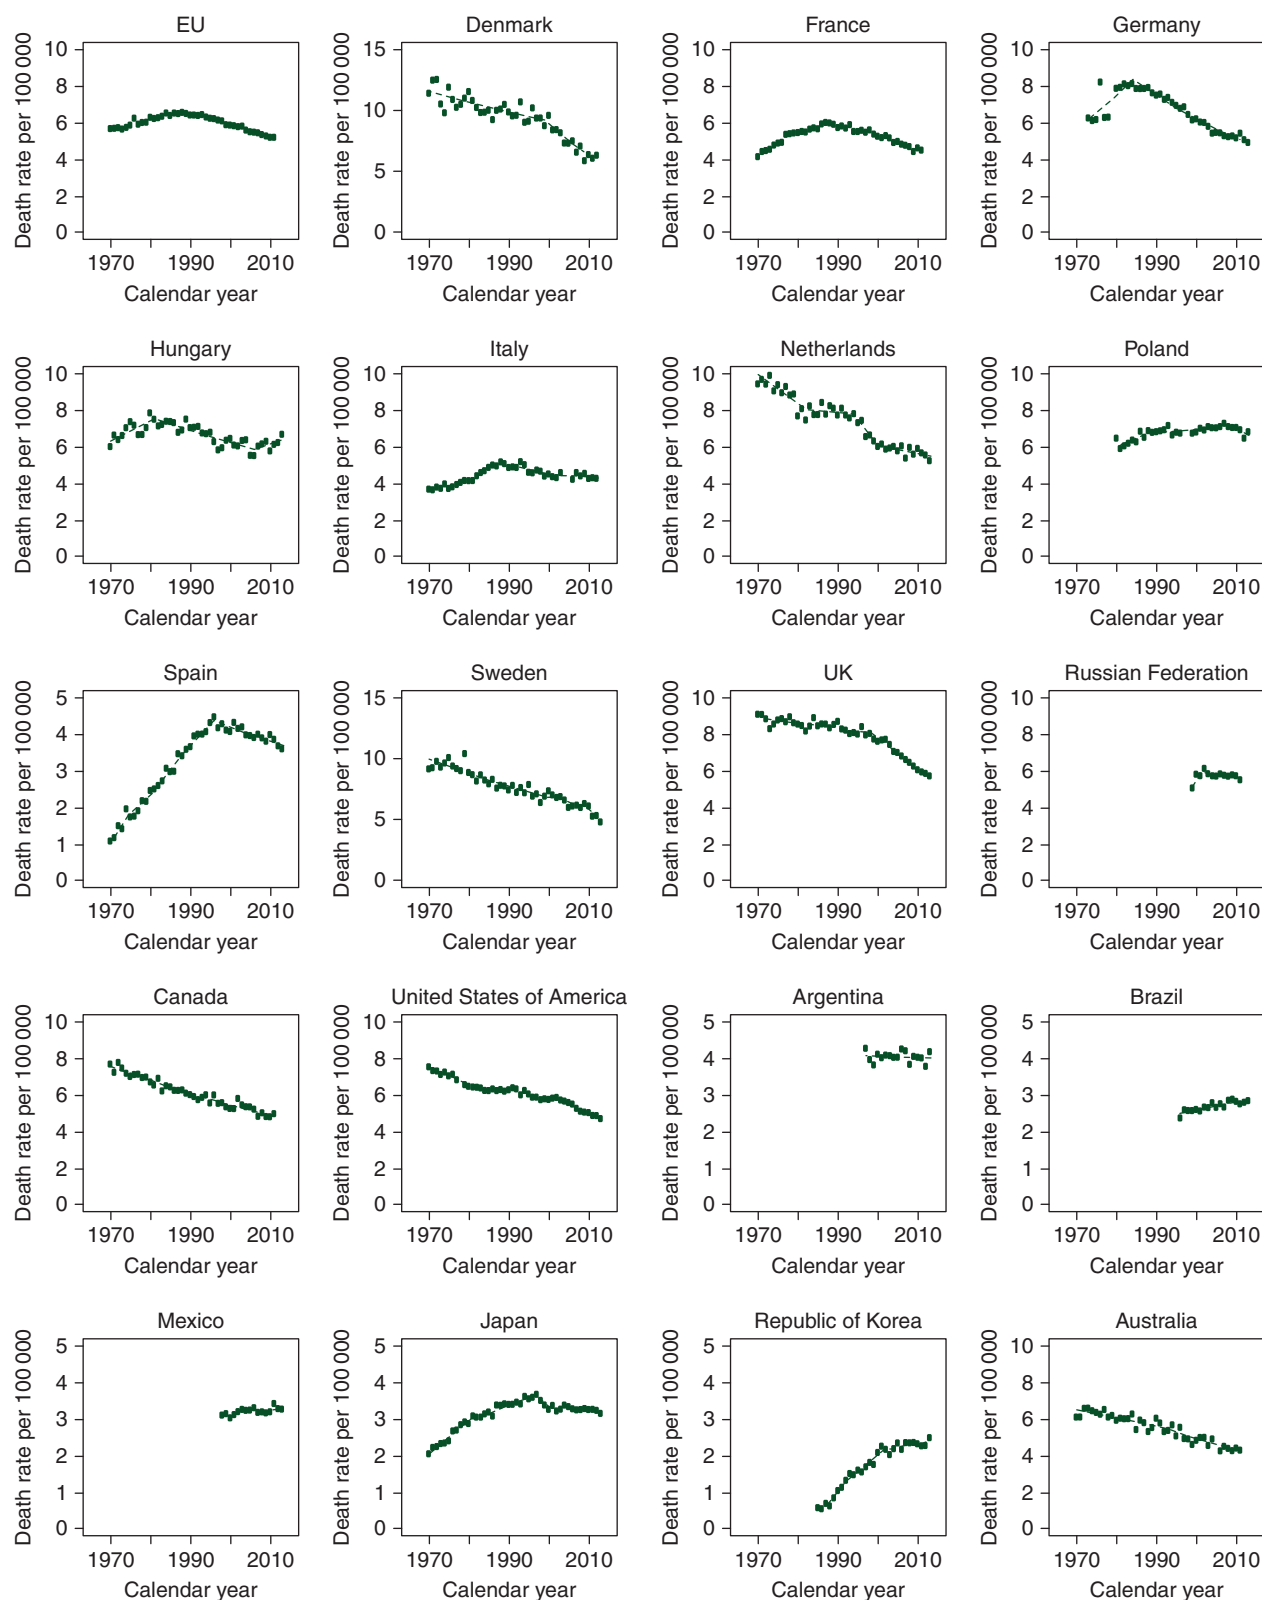 EU
Denmark
France
Germany
Death rate per 100 000
10
8
6
4
2
0
1970 1990 2010
Calendar year
Death rate per 100 000
15
10
5
0
1970 1990 2010
Calendar year
Death rate per 100 000
10
8
6
4
2
0
1970 1990 2010
Calendar year
Death rate per 100 000
10
8
6
4
2
0
1970 1990 2010
Calendar year
Hungary
Italy
Netherlands
Poland
Death rate per 100 000
10
8
6
4
2
0
1970 1990 2010
Calendar year
Death rate per 100 000
10
8
6
4
2
0
1970 1990 2010
Calendar year
Death rate per 100 000
10
8
6
4
2
0
1970 1990 2010
Calendar year
Death rate per 100 000
10
8
6
4
2
0
1970 1990 2010
Calendar year
Spain
Sweden
UK
Russian Federation
Death rate per 100 000
5
4
3
2
1
0
1970 1990 2010
Calendar year
Death rate per 100 000
15
10
5
0
1970 1990 2010
Calendar year
Death rate per 100 000
10
8
6
4
2
0
1970 1990 2010
Calendar year
Death rate per 100 000
10
8
6
4
2
0
1970 1990 2010
Calendar year
Canada
United States of America
Argentina
Brazil
Death rate per 100 000
10
8
6
4
2
0
1970 1990 2010
Calendar year
Death rate per 100 000
10
8
6
4
2
0
1970 1990 2010
Calendar year
Death rate per 100 000
5
4
3
2
1
0
1970 1990 2010
Calendar year
Death rate per 100 000
5
4
3
2
1
0
1970 1990 2010
Calendar year
Mexico
Japan
Republic of Korea
Australia
Death rate per 100 000
5
4
3
2
1
0
1970 1990 2010
Calendar year
Death rate per 100 000
5
4
3
2
1
0
1970 1990 2010
Calendar year
Death rate per 100 000
5
4
3
2
1
0
1970 1990 2010
Calendar year
Death rate per 100 000
10
8
6
4
2
0
1970 1990 2010
Calendar year